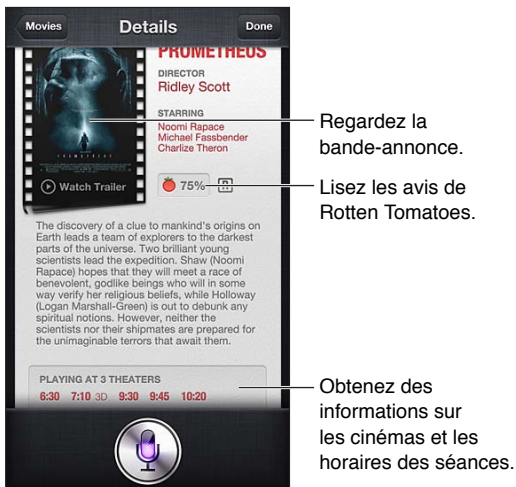 Movies Details Done
PROMETHEUS
DIRECTOR
Ridley Scott
STARRING
Noomi Rapace
Michael Fassbender
Charlize Theron
PROMETHEUS
Watch Trailer
75% R
The discovery of a clue to mankind's origins on
Earth leads a team of explorers to the darkest
parts of the universe. Two brilliant young
scientists lead the expedition. Shaw (Noomi
Rapace) hopes that they will meet a race of
benevolent, godlike beings who will in some
way verify her religious beliefs, while Holloway
(Logan Marshall-Green) is out to debunk any
spiritual notions. However, neither the
scientists nor their shipmates are prepared for
the unimaginable terrors that await them.
PLAYING AT 3 THEATERS
6:30 7:10 3D 9:30 9:45 10:20
Regardez la
bande-annonce.
Lisez les avis de
Rotten Tomatoes.
Obtenez des
informations sur
les cinémas et les
horaires des séances.